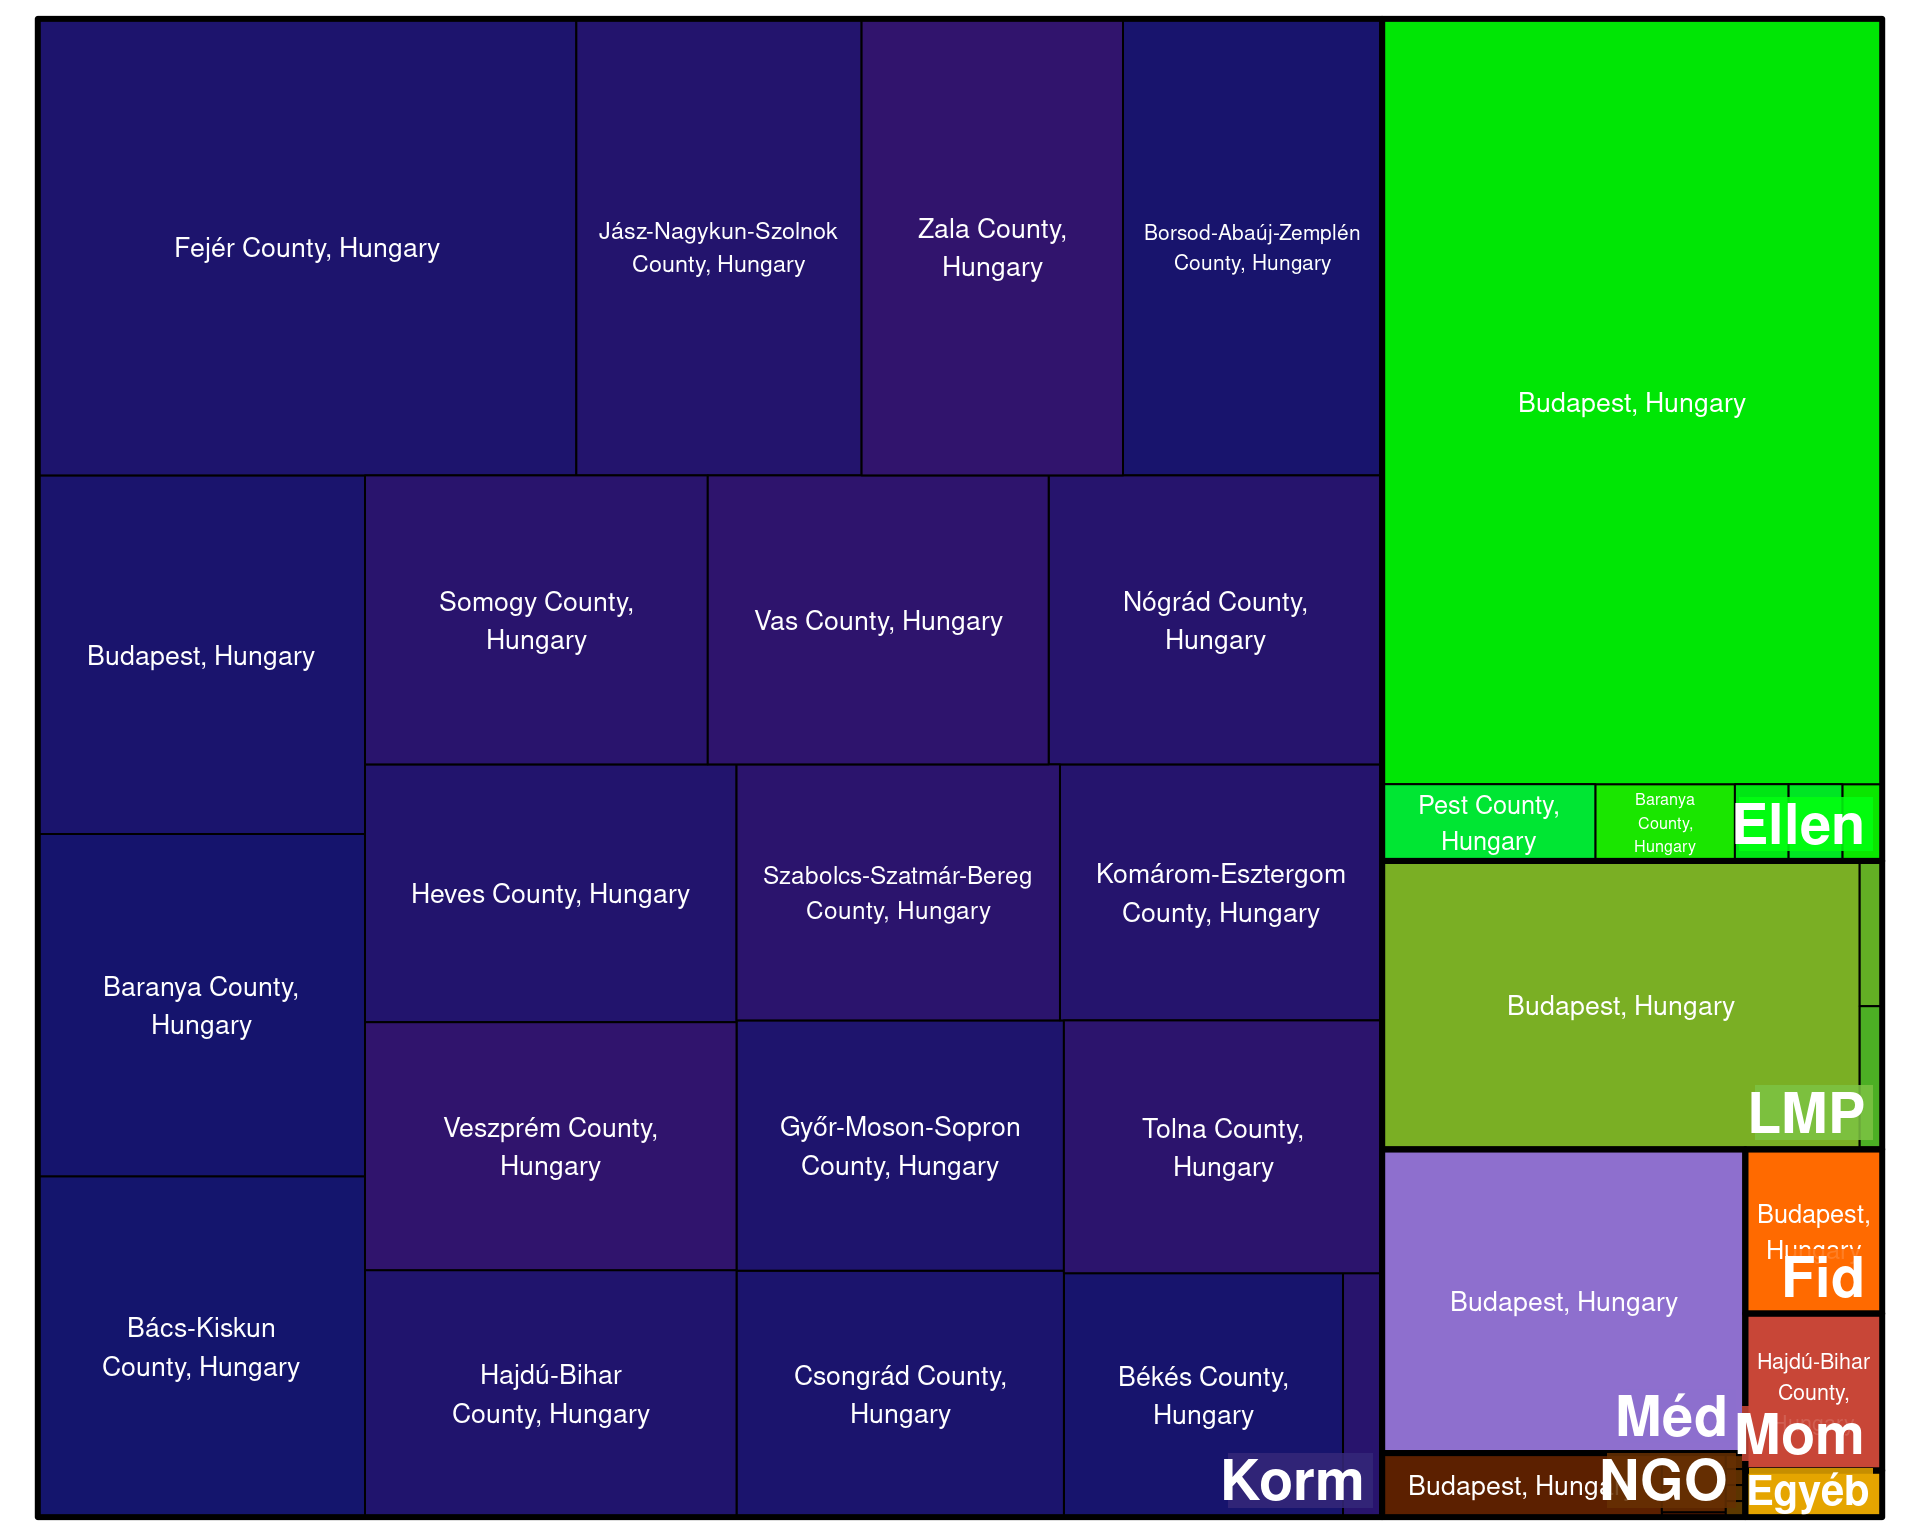 Fejér County, Hungary
Jász-Nagykun-Szolnok
County, Hungary
Zala County,
Hungary
Borsod-Abaúj-Zemplén
County, Hungary
Budapest, Hungary
Somogy County,
Hungary
Vas County, Hungary
Nógrád County,
Hungary
Baranya County,
Hungary
Heves County, Hungary
Szabolcs-Szatmár-Bereg
County, Hungary
Komárom-Esztergom
County, Hungary
Veszprém County,
Hungary
Győr-Moson-Sopron
County, Hungary
Tolna County,
Hungary
Bács-Kiskun
County, Hungary
Hajdú-Bihar
County, Hungary
Csongrád County,
Hungary
Békés County,
Hungary
Korm
Budapest, Hungary
Pest County,
Hungary
Baranya
County,
Hungary
Ellen
Budapest, Hungary
LMP
Budapest, Hungary
Méd
Budapest,
Hungary
Fid
Hajdú-Bihar
County,
Hungary
Mom
Budapest, Hungary
NGO
Egyéb